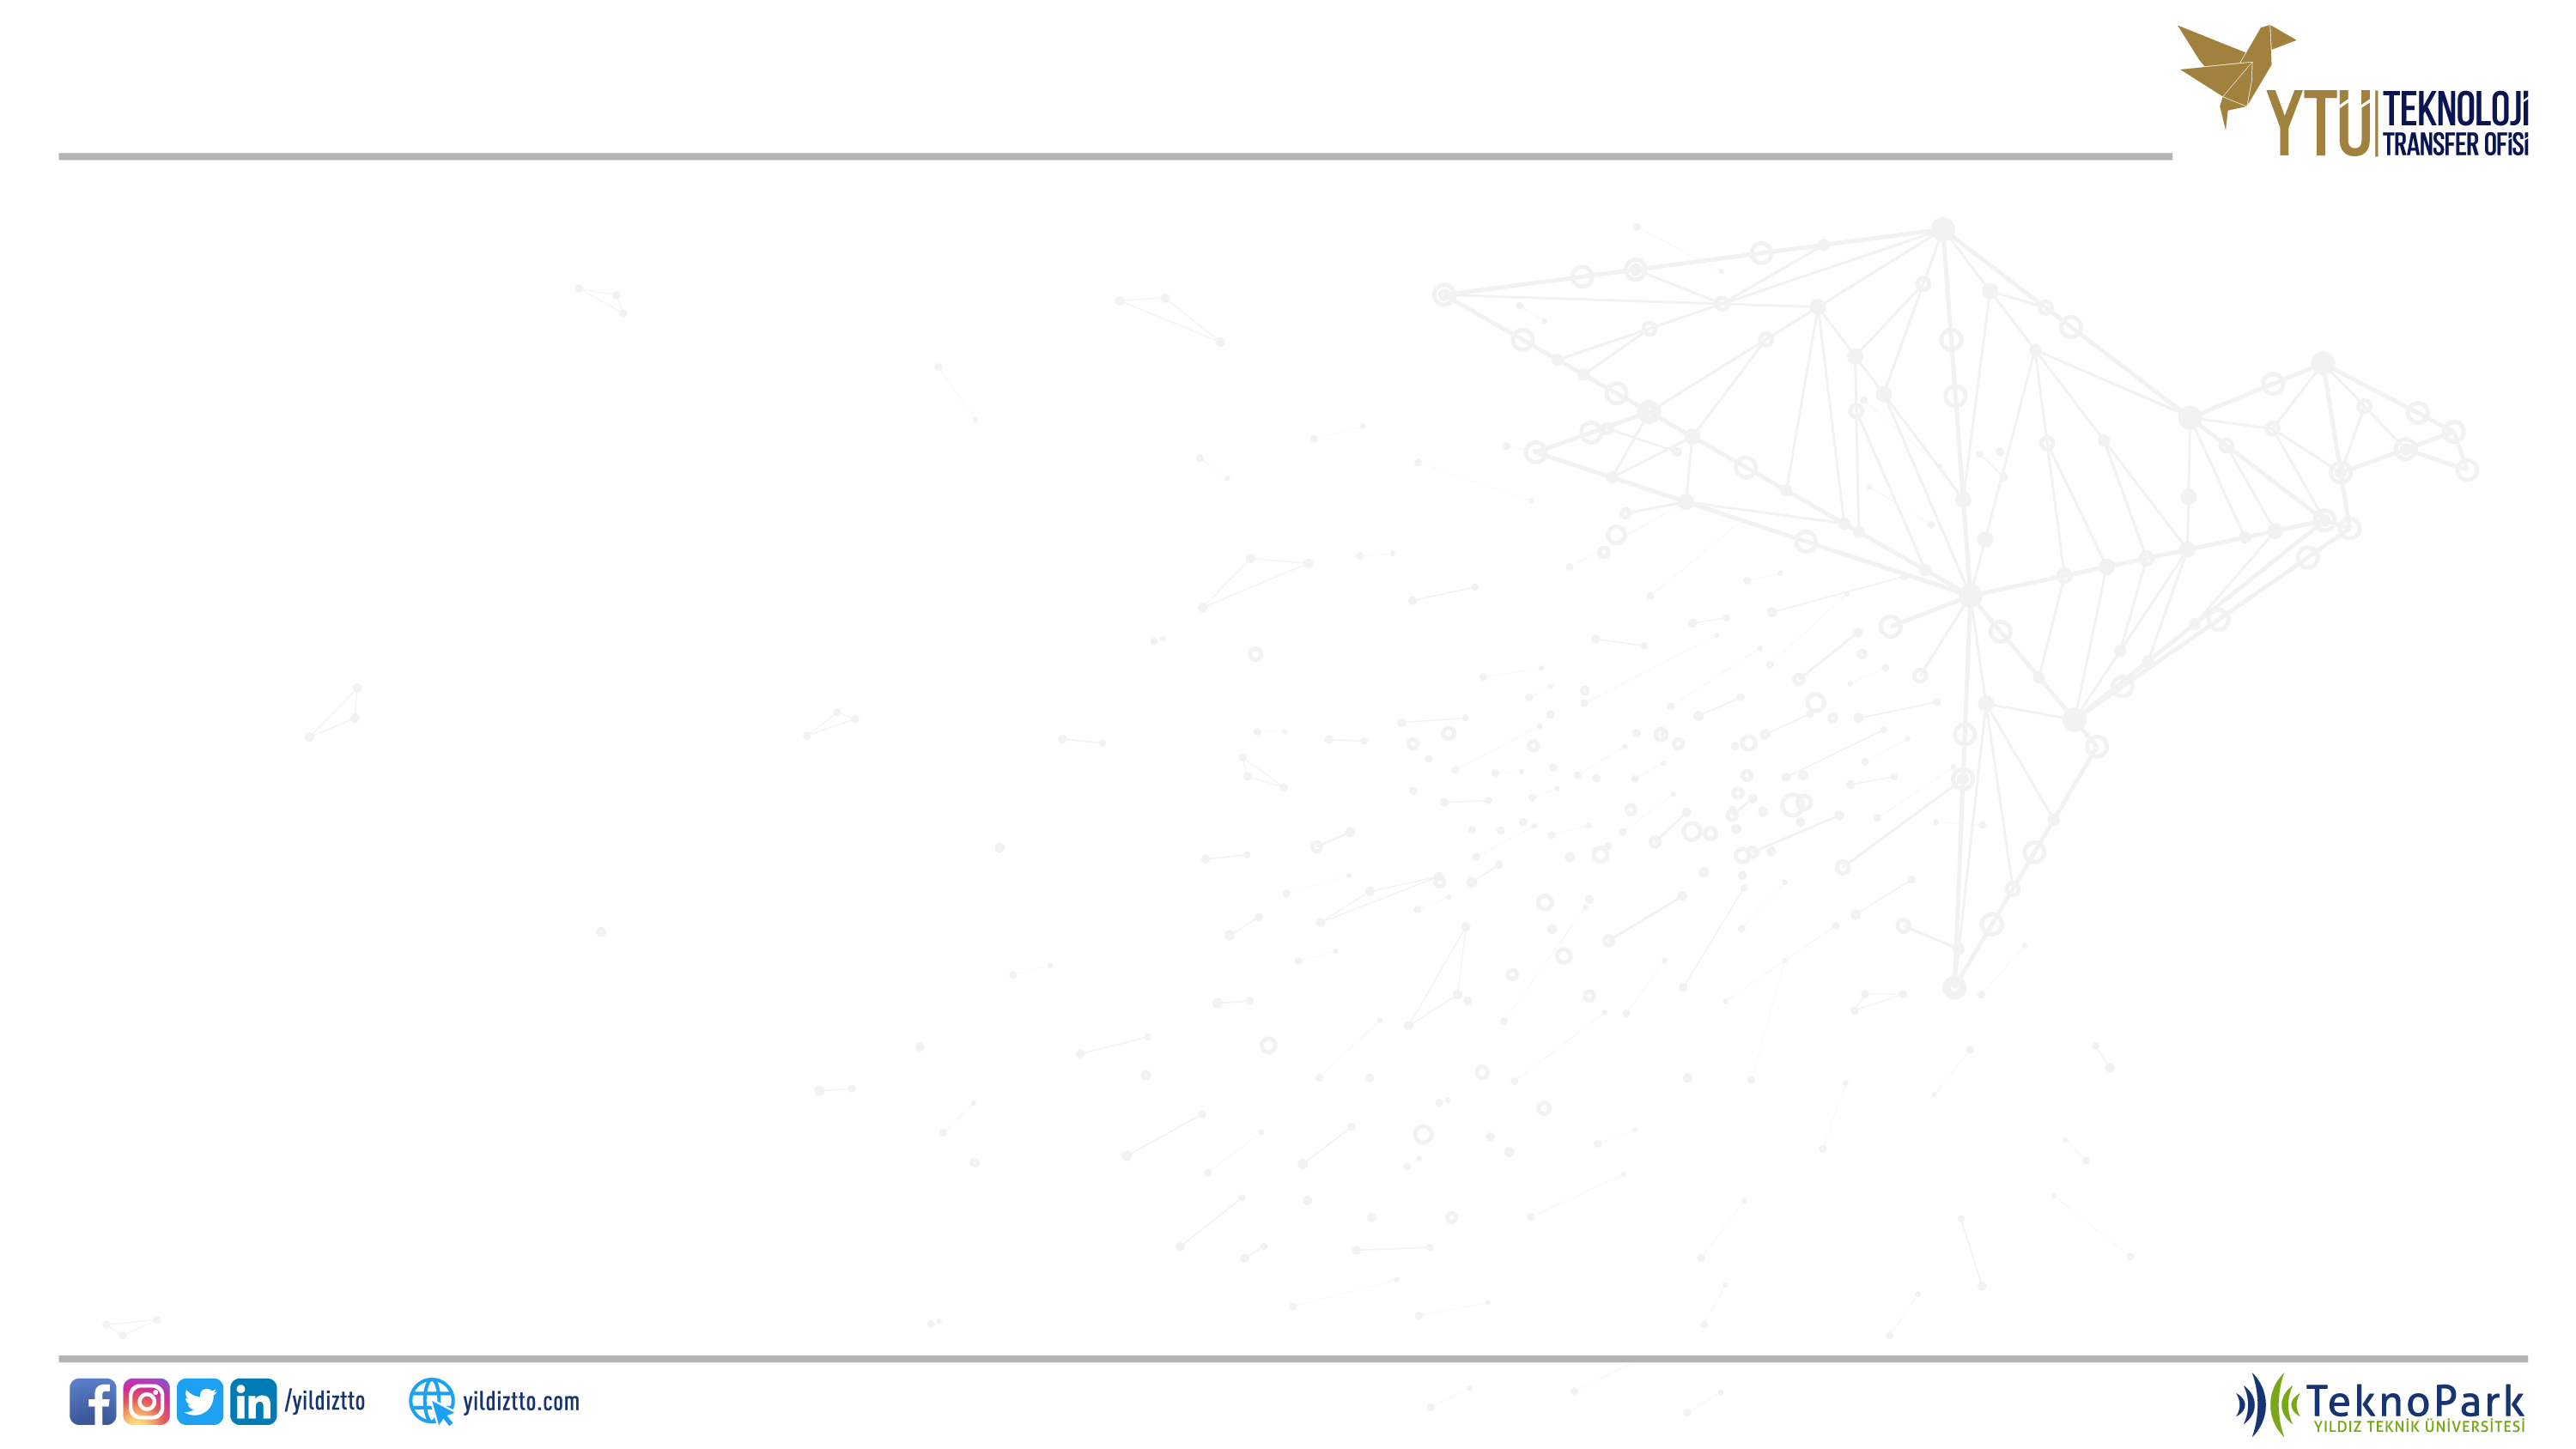 YTÜ TEKNOLOJİ
TRANSFER OFİSİ
/yildiztto
yildiztto.com
TeknoPark
YILDIZ TEKNİK ÜNİVERSİTESİ